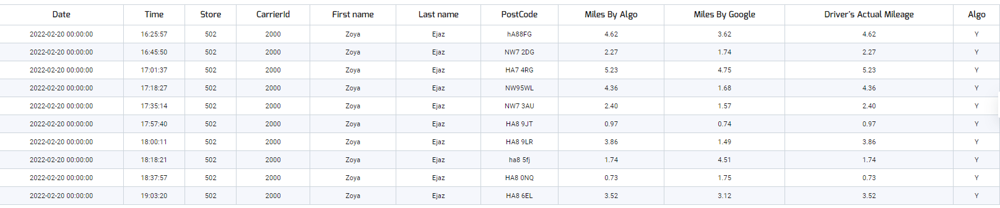 Date Time Store CarrierId First name Last name PostCode Miles By Algo Miles By Google Driver's Actual Mileage Algo
2022-02-20 00:00:00 16:25:57 502 2000 Zoya Ejaz hA88FG 4.62 3.62 4.62 Y
2022-02-20 00:00:00 16:45:50 502 2000 Zoya Ejaz NW7 2DG 2.27 1.74 2.27 Y
2022-02-20 00:00:00 17:01:37 502 2000 Zoya Ejaz HA7 4RG 5.23 4.75 5.23 Y
2022-02-20 00:00:00 17:18:27 502 2000 Zoya Ejaz NW95WL 4.36 1.68 4.36 Y
2022-02-20 00:00:00 17:35:14 502 2000 Zoya Ejaz NW7 3AU 2.40 1.57 2.40 Y
2022-02-20 00:00:00 17:57:40 502 2000 Zoya Ejaz HA8 9JT 0.97 0.74 0.97 Y
2022-02-20 00:00:00 18:00:11 502 2000 Zoya Ejaz HA8 9LR 3.86 1.49 3.86 Y
2022-02-20 00:00:00 18:18:21 502 2000 Zoya Ejaz ha8 5fj 1.74 4.51 1.74 Y
2022-02-20 00:00:00 18:37:57 502 2000 Zoya Ejaz HA8 0NQ 0.73 1.75 0.73 Y
2022-02-20 00:00:00 19:03:20 502 2000 Zoya Ejaz HA8 6EL 3.52 3.12 3.52 Y